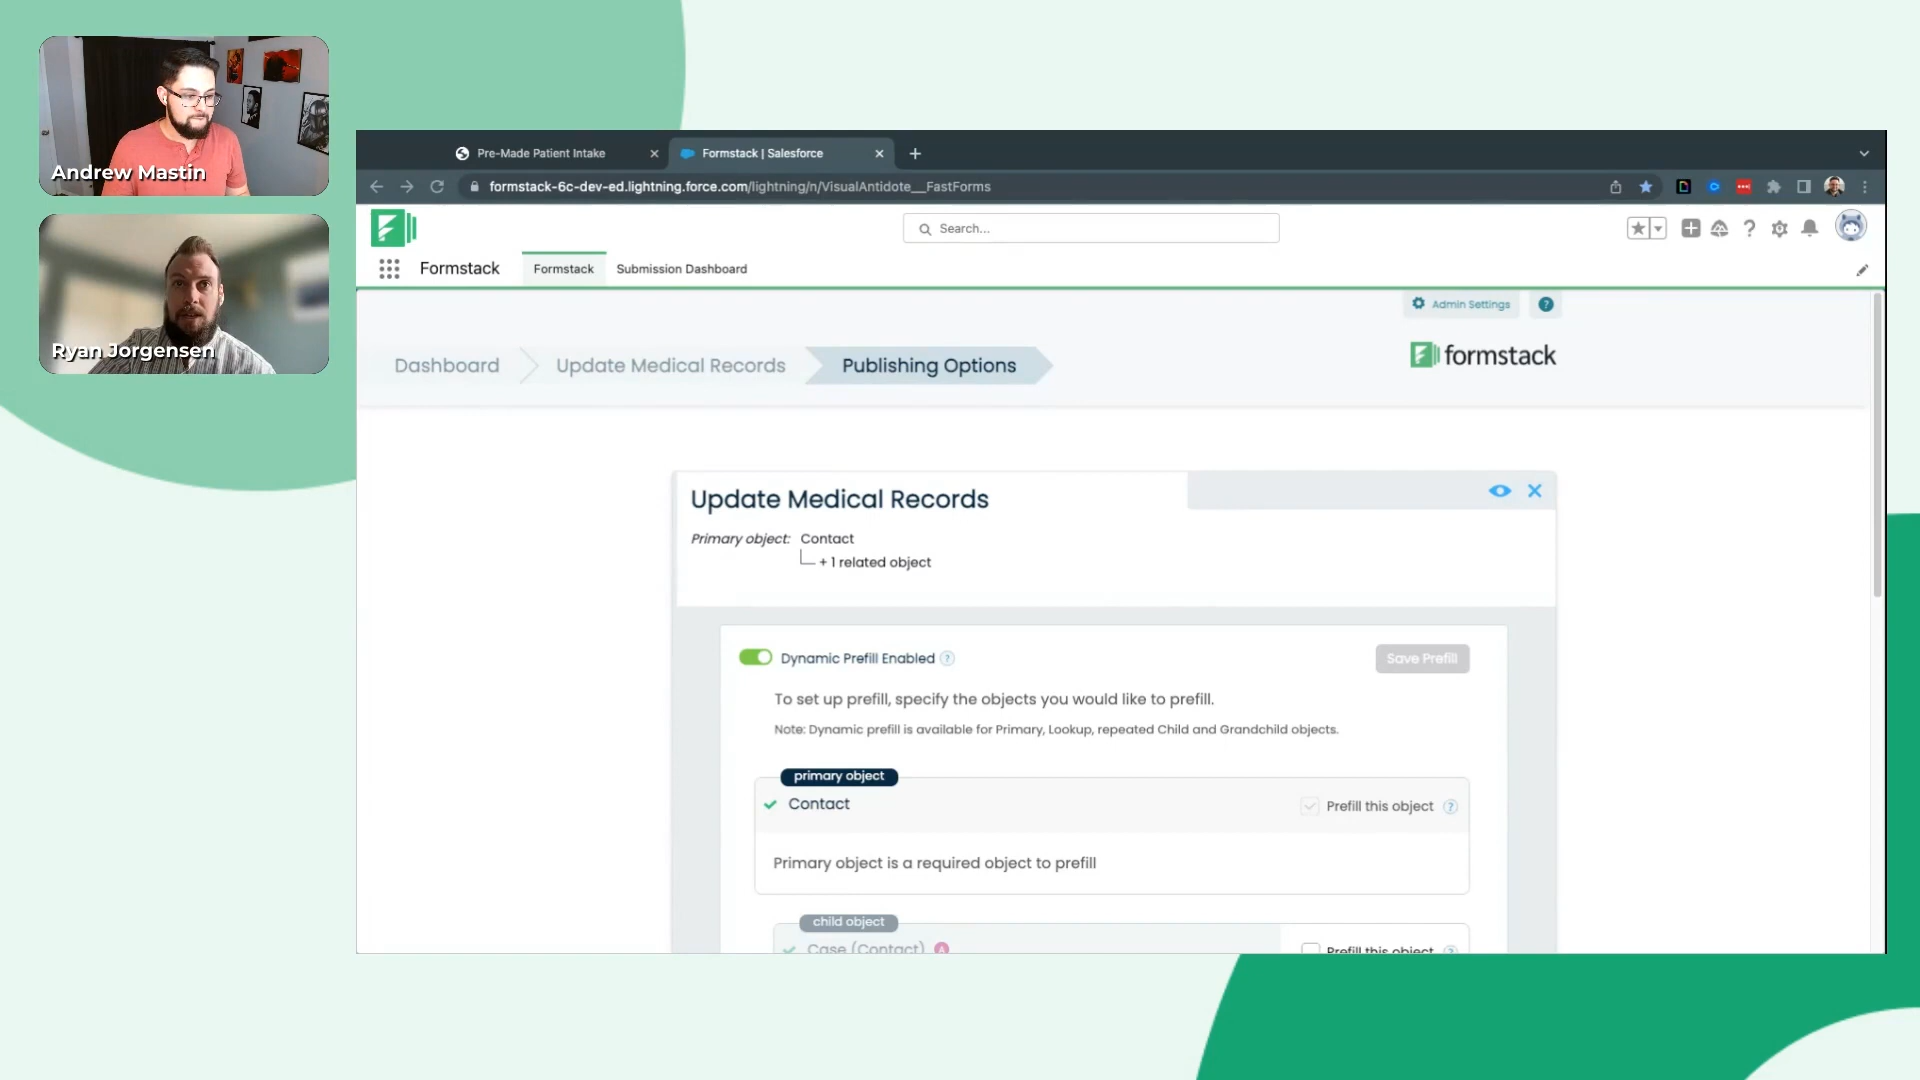 Andrew Mastin
Ryan Jorgensen
Pre-Made Patient Intake
Formstack | Salesforce
formstack-6c-dev-ed.lightning.force.com/lightning/n/VisualAntidote__FastForms
Search...
Formstack
Formstack
Submission Dashboard
Admin Settings
Dashboard
Update Medical Records
Publishing Options
formstack
Update Medical Records
Primary object: Contact
+ 1 related object
Dynamic Prefill Enabled
Save Prefill
To set up prefill, specify the objects you would like to prefill.
Note: Dynamic prefill is available for Primary, Lookup, repeated Child and Grandchild objects.
primary object
Contact
Prefill this object
Primary object is a required object to prefill
child object
Case (Contact) A
Prefill this object